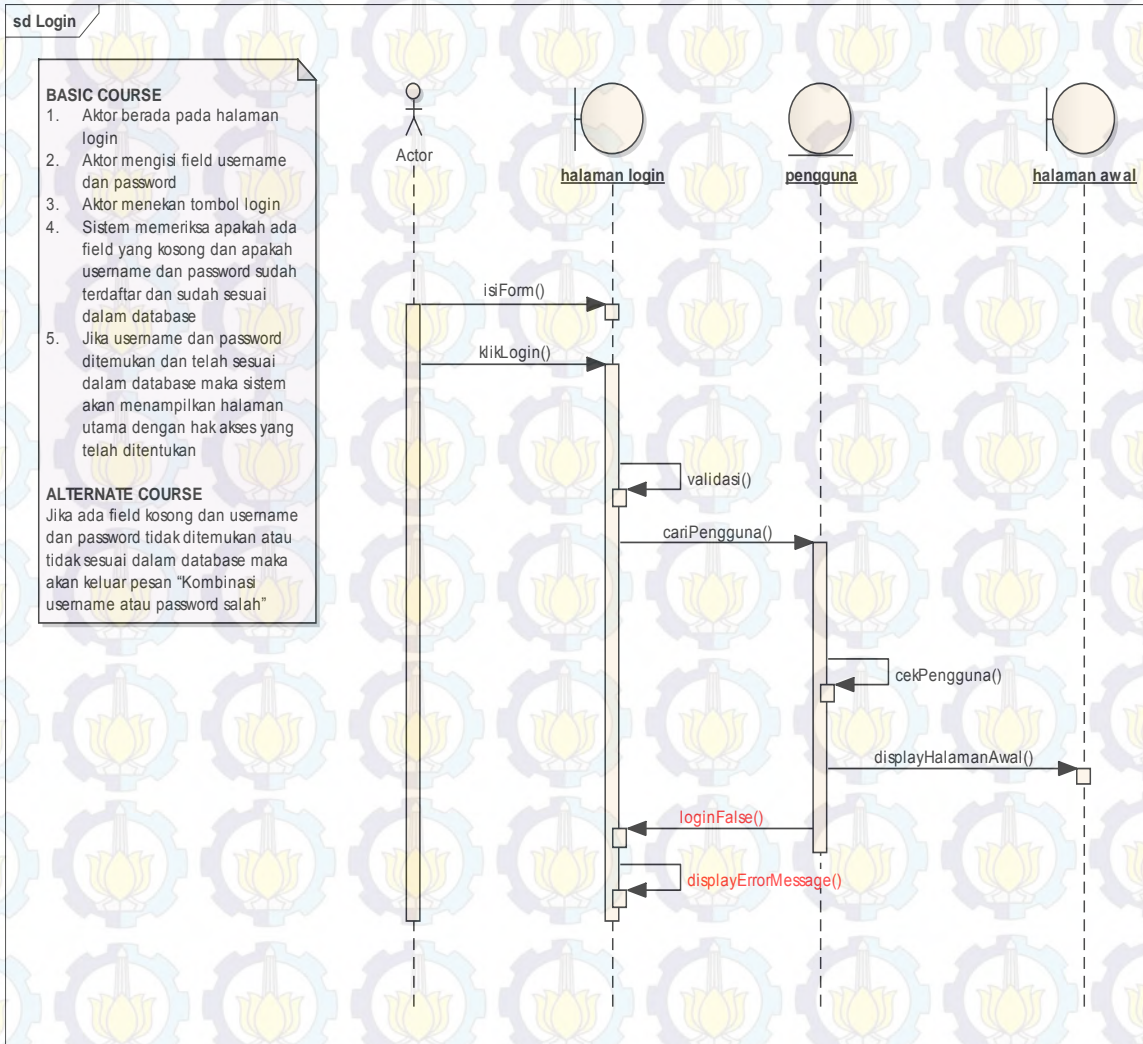 sd Login
BASIC COURSE
1. Aktor berada pada halaman
login
2. Aktor mengisi field username
dan password
3. Aktor menekan tombol login
4. Sistem memeriksa apakah ada
field yang kosong dan apakah
username dan password sudah
terdaftar dan sudah sesuai
dalam database
5. Jika username dan password
ditemukan dan telah sesuai
dalam database maka sistem
akan menampilkan halaman
utama dengan hak akses yang
telah ditentukan
ALTERNATE COURSE
Jika ada field kosong dan username
dan password tidak ditemukan atau
tidak sesuai dalam database maka
akan keluar pesan “Kombinasi
username atau password salah”
Actor
halaman login
pengguna
halaman awal
isiForm()
klikLogin()
validasi()
cariPengguna()
cekPengguna()
displayHalamanAwal()
loginFalse()
displayErrorMessage()